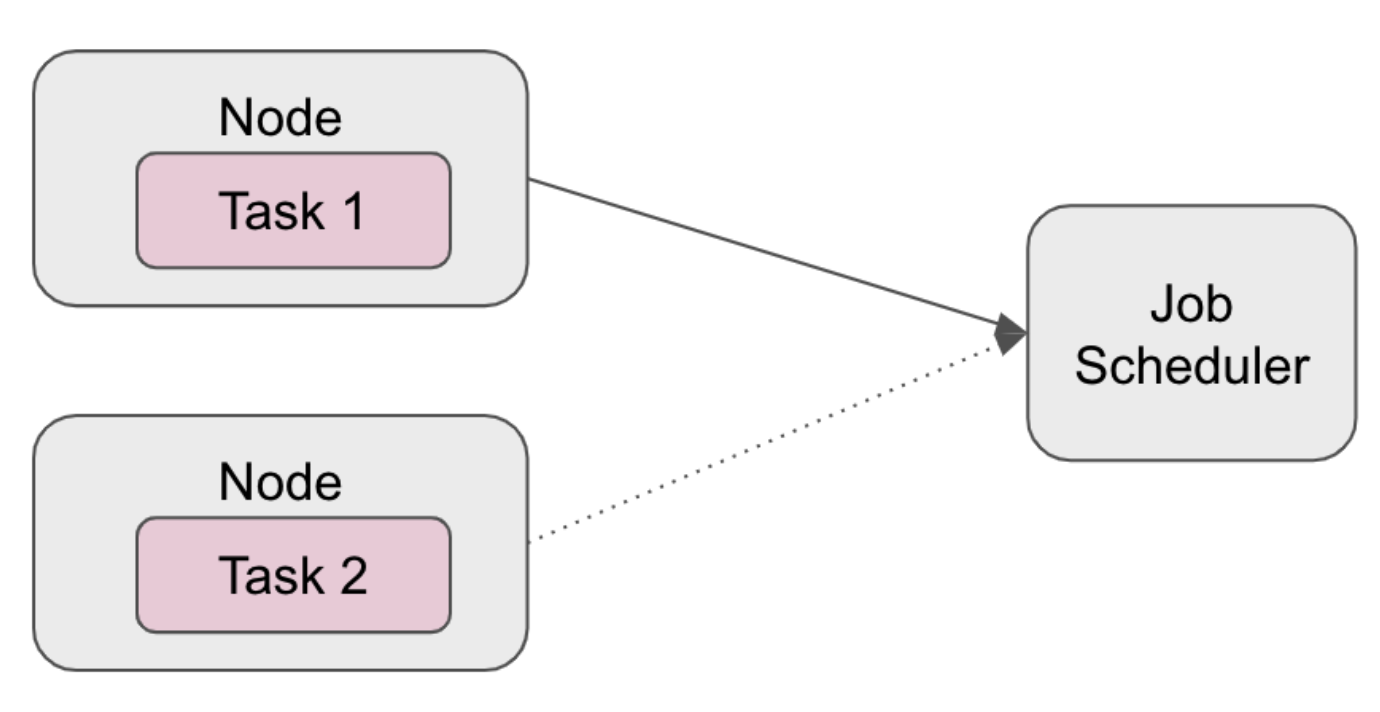 Node
Task 1
Node
Task 2
Job
Scheduler